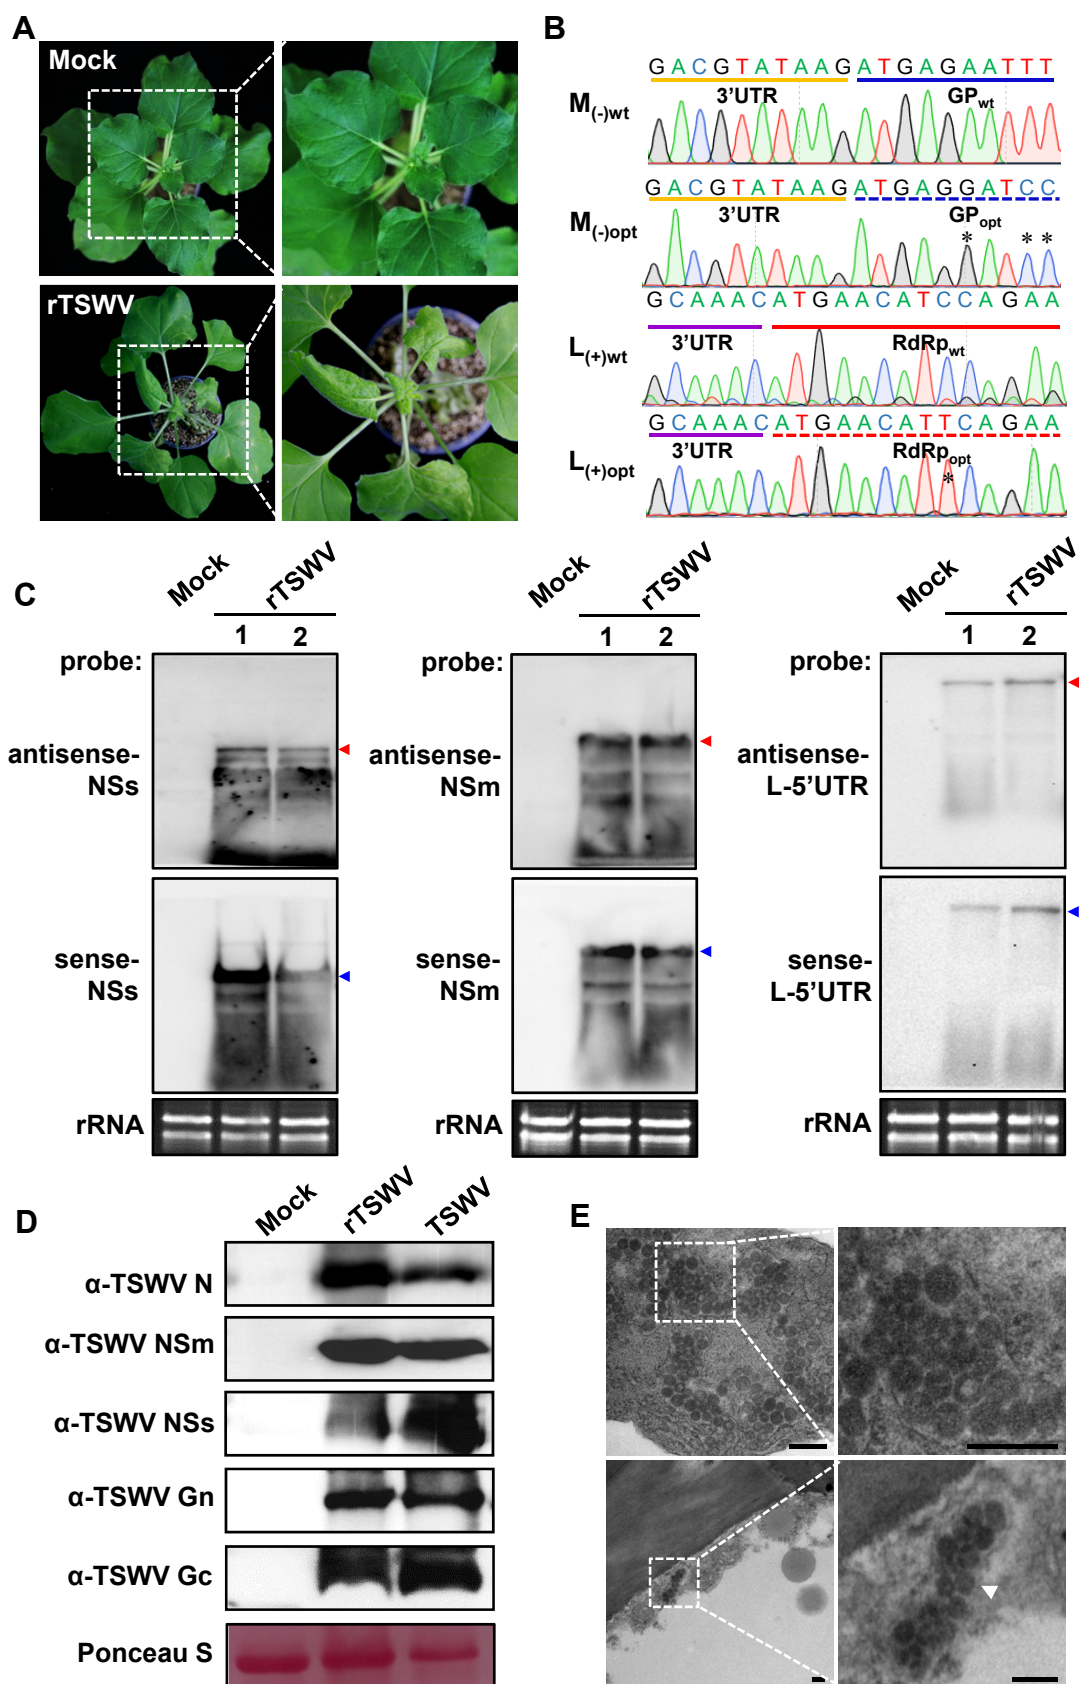 A
Mock
rTSWV
B
GACGTATAAGATGAGAATTT
M(-)wt
3'UTR
GPwt
GACGTATAAGATGAGGATCC
M(-)opt
3'UTR
GPopt
* * *
GCAAACATGAACATCCAGAA
L(+)wt
3'UTR
RdRpwt
GCAAACATGAACATTCAGAA
L(+)opt
3'UTR
RdRpopt
*
C
Mock
rTSWV
1 2
probe:
antisense-
NSs
sense-
NSs
rRNA
Mock
rTSWV
1 2
probe:
antisense-
NSm
sense-
NSm
rRNA
Mock
rTSWV
1 2
probe:
antisense-
L-5'UTR
sense-
L-5'UTR
rRNA
D
Mock
rTSWV
TSWV
α-TSWV N
α-TSWV NSm
α-TSWV NSs
α-TSWV Gn
α-TSWV Gc
Ponceau S
E